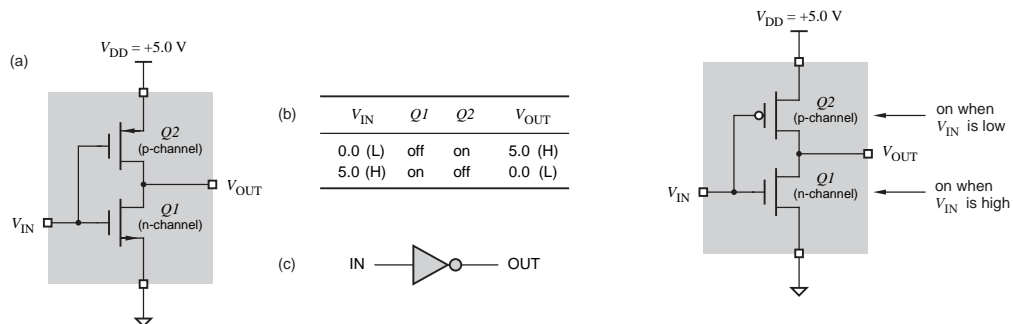 (a)
V_DD = +5.0 V
Q2
(p-channel)
V_OUT
Q1
(n-channel)
V_IN
(b)
V_IN Q1 Q2 V_OUT
0.0 (L) off on 5.0 (H)
5.0 (H) on off 0.0 (L)
(c)
IN OUT
V_DD = +5.0 V
Q2
(p-channel)
on when
V_IN is low
V_OUT
Q1
(n-channel)
on when
V_IN is high
V_IN